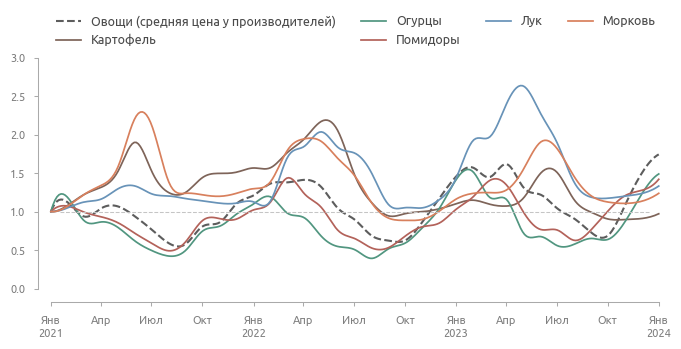 Овощи (средняя цена у производителей) Огурцы Лук Морковь
Картофель Помидоры
3.0
2.5
2.0
1.5
1.0
0.5
0.0
Янв Апр Июл Окт Янв Апр Июл Окт Янв Апр Июл Окт Янв
2021 2022 2023 2024